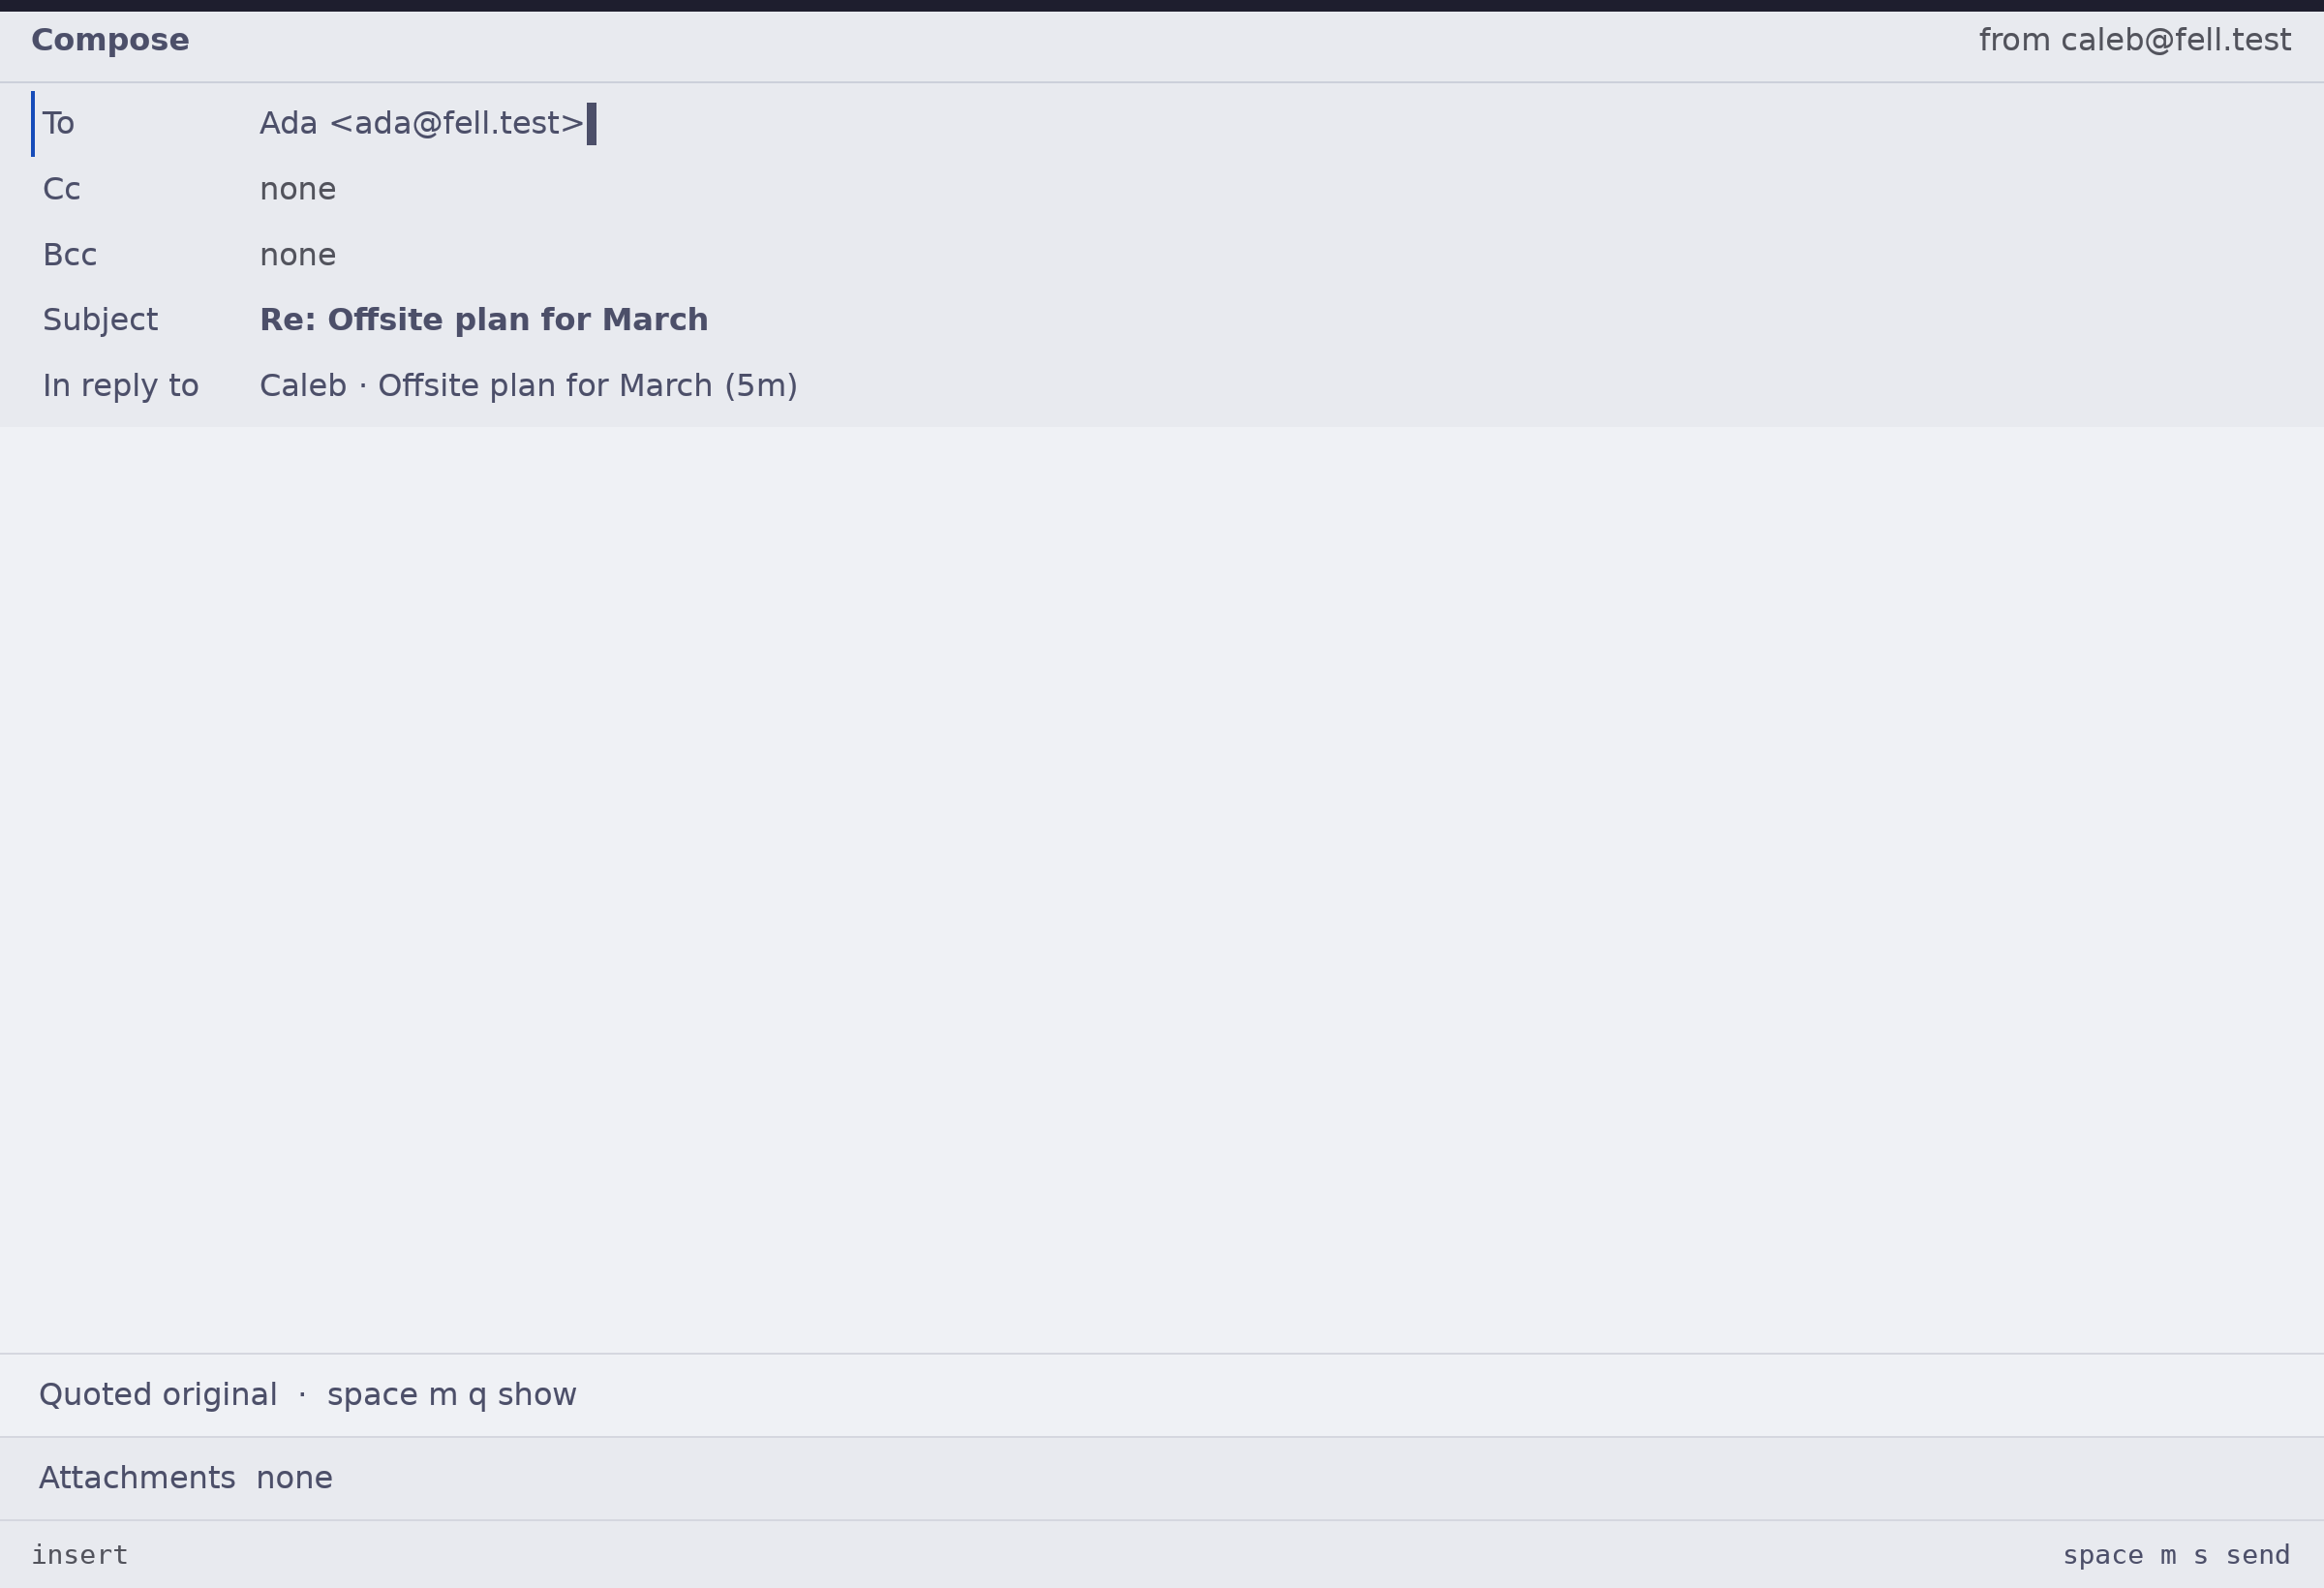 Compose from caleb@fell.test
To Ada <ada@fell.test>
Cc none
Bcc none
Subject Re: Offsite plan for March
In reply to Caleb · Offsite plan for March (5m)
Quoted original · space m q show
Attachments none
insert space m s send